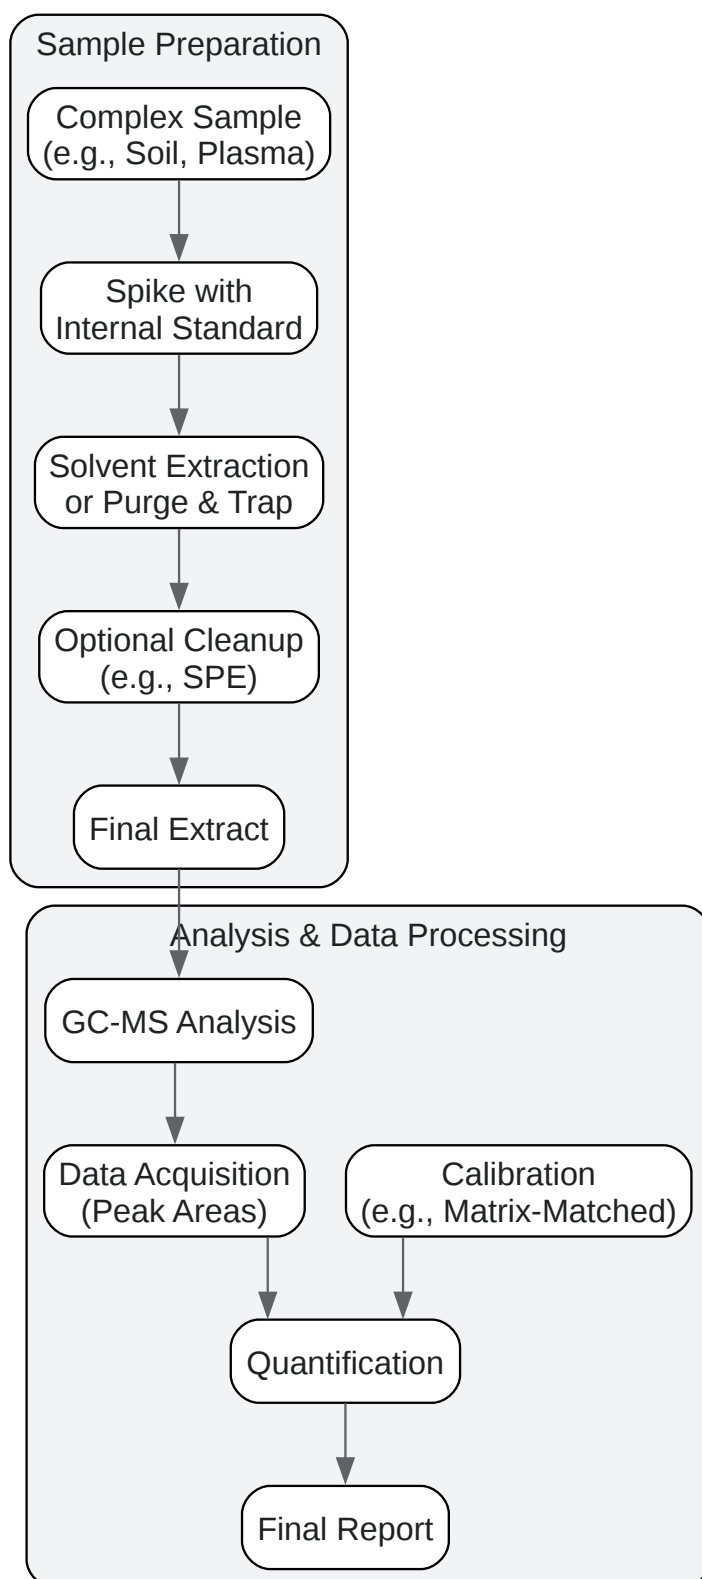 Sample Preparation
Complex Sample
(e.g., Soil, Plasma)
Spike with
Internal Standard
Solvent Extraction
or Purge & Trap
Optional Cleanup
(e.g., SPE)
Final Extract
Analysis & Data Processing
GC-MS Analysis
Data Acquisition
(Peak Areas)
Calibration
(e.g., Matrix-Matched)
Quantification
Final Report